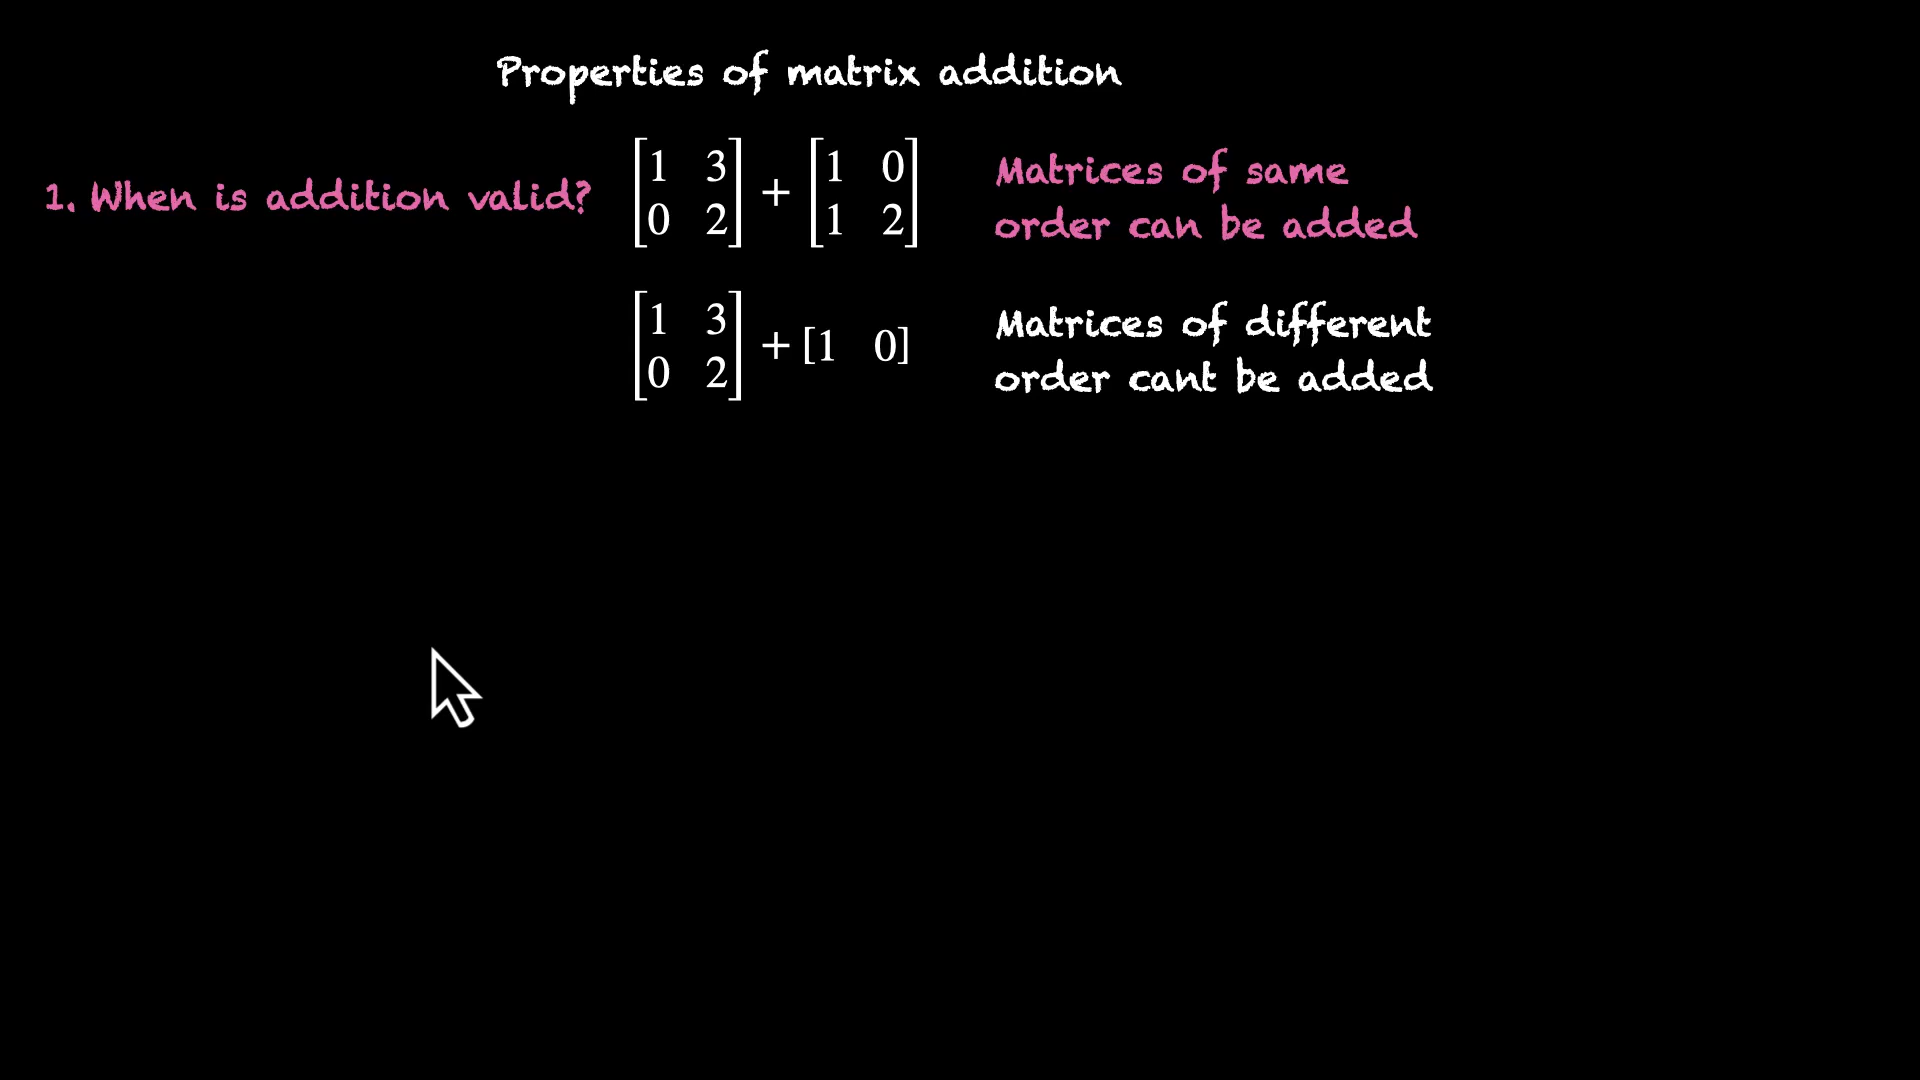 Properties of matrix addition
1. When is addition valid?
[1 3
0 2] + [1 0
1 2]
Matrices of same
order can be added
[1 3
0 2] + [1 0]
Matrices of different
order cant be added